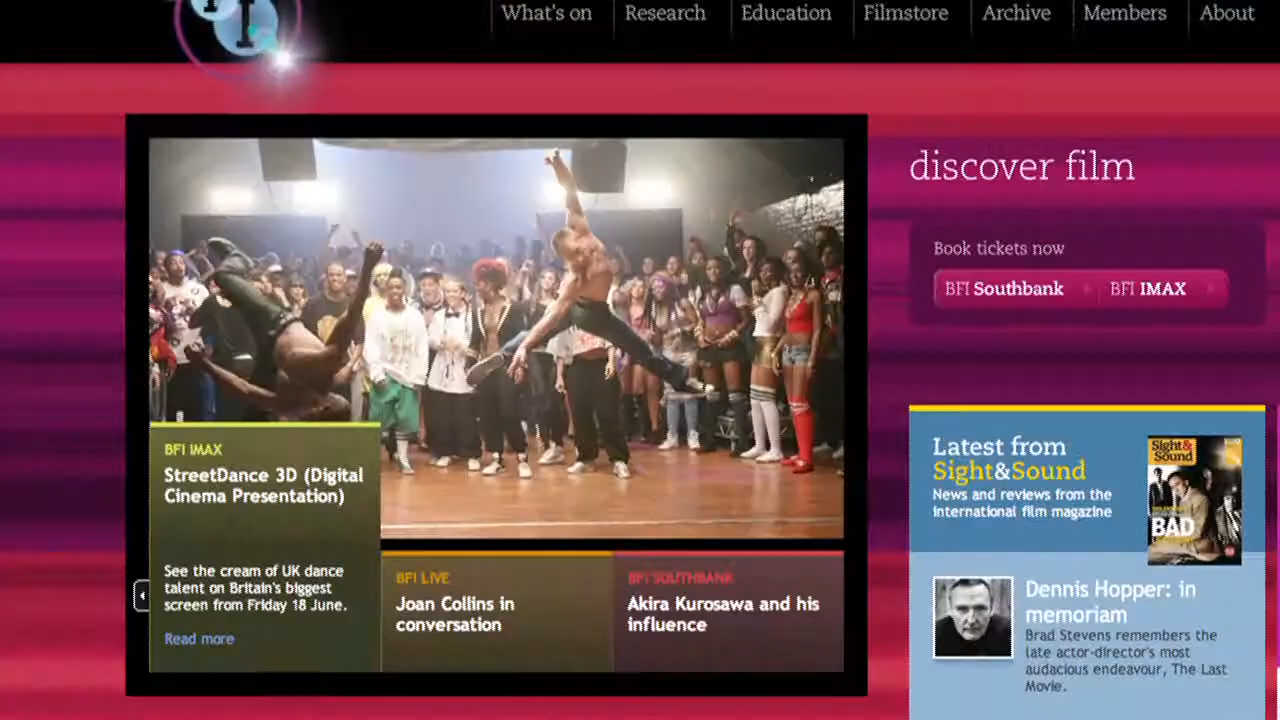 What's on
Research
Education
Filmstore
Archive
Members
About
discover film
Book tickets now
BFI Southbank
BFI IMAX
BFI IMAX
StreetDance 3D (Digital
Cinema Presentation)
See the cream of UK dance
talent on Britain's biggest
screen from Friday 18 June.
Read more
BFI LIVE
Joan Collins in
conversation
BFI SOUTHBANK
Akira Kurosawa and his
influence
Latest from
Sight&Sound
News and reviews from the
international film magazine
Sight&
Sound
BAD
Dennis Hopper: in
memoriam
Brad Stevens remembers the
late actor-director's most
audacious endeavour, The Last
Movie.